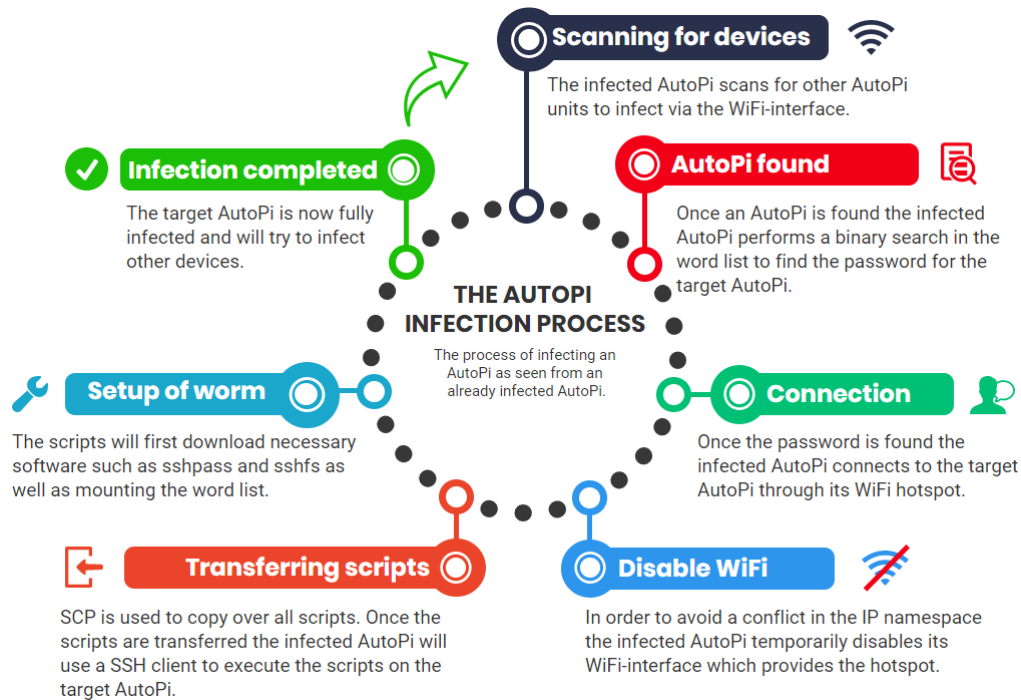 Scanning for devices
The infected AutoPi scans for other AutoPi
units to infect via the WiFi-interface.
AutoPi found
Once an AutoPi is found the infected
AutoPi performs a binary search in the
word list to find the password for the
target AutoPi.
Connection
Once the password is found the
infected AutoPi connects to the target
AutoPi through its WiFi hotspot.
Disable WiFi
In order to avoid a conflict in the IP namespace
the infected AutoPi temporarily disables its
WiFi-interface which provides the hotspot.
Transferring scripts
SCP is used to copy over all scripts. Once the
scripts are transferred the infected AutoPi will
use a SSH client to execute the scripts on the
target AutoPi.
Setup of worm
The scripts will first download necessary
software such as sshpass and sshfs as
well as mounting the word list.
Infection completed
The target AutoPi is now fully
infected and will try to infect
other devices.
THE AUTOPI
INFECTION PROCESS
The process of infecting an
AutoPi as seen from an
already infected AutoPi.